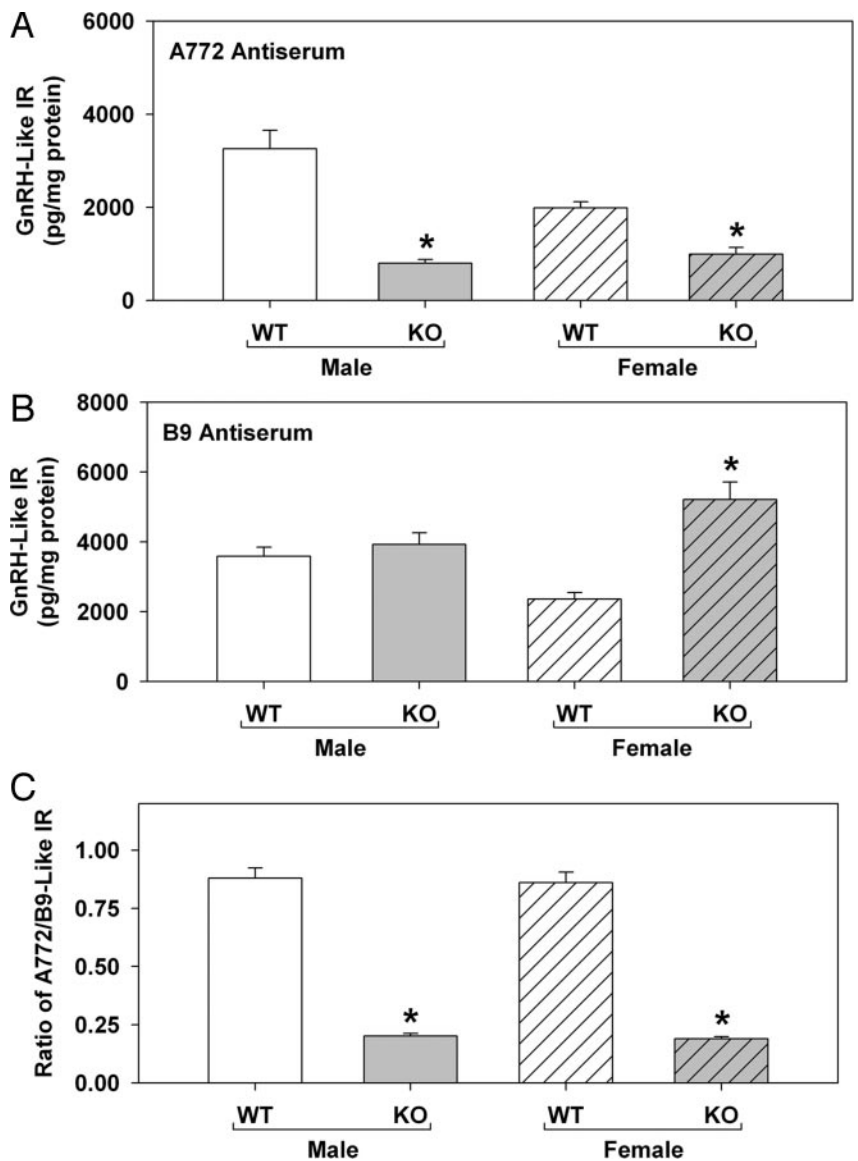 A
6000
A772 Antiserum
4000
2000
0
GnRH-Like IR
(pg/mg protein)
*
*
WT
KO
WT
KO
Male
Female
B
8000
B9 Antiserum
6000
4000
2000
0
GnRH-Like IR
(pg/mg protein)
*
WT
KO
WT
KO
Male
Female
C
1.00
0.75
0.50
0.25
0.00
Ratio of A772/B9-Like IR
*
*
WT
KO
WT
KO
Male
Female